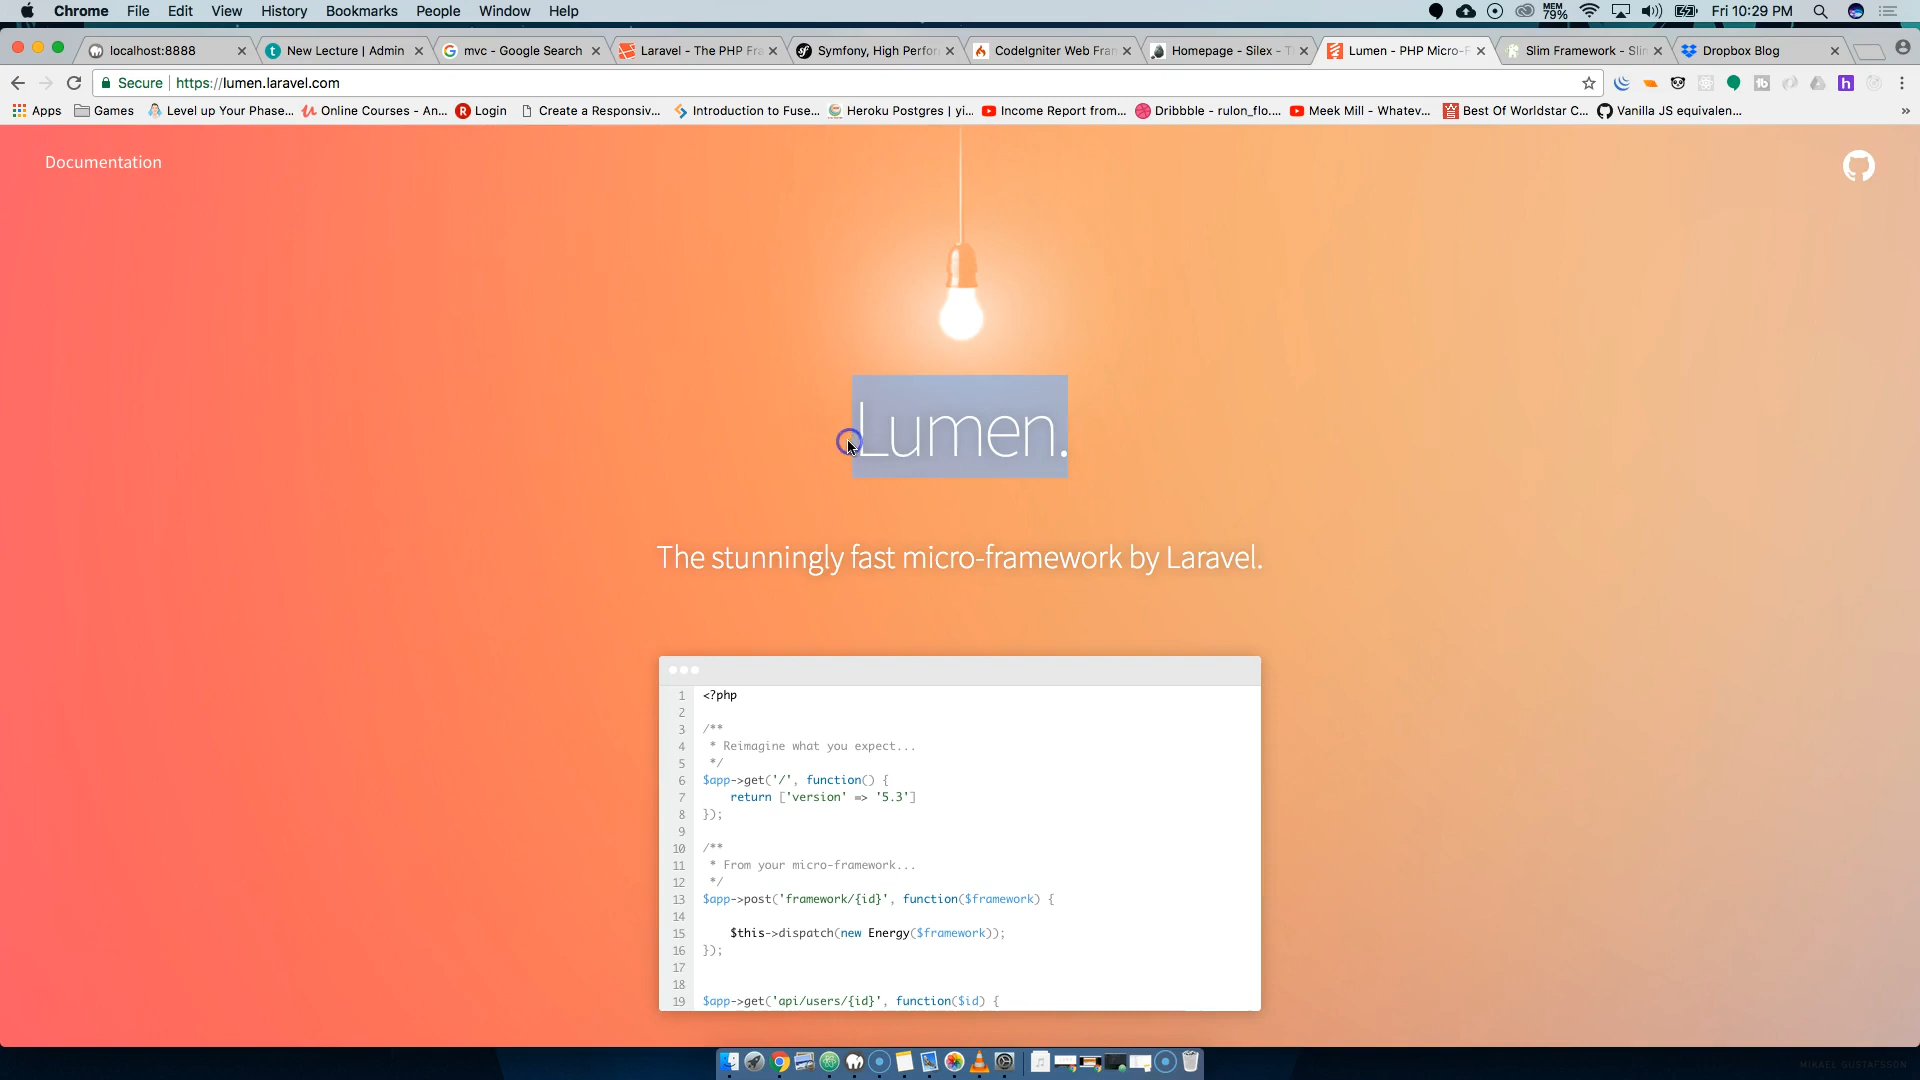 Chrome File Edit View History Bookmarks People Window Help MEM 79% Fri 10:29 PM
localhost:8888 New Lecture | Admin mvc - Google Search Laravel - The PHP Fra Symfony, High Perfor CodeIgniter Web Fran Homepage - Silex - T Lumen - PHP Micro-F Slim Framework - Slin Dropbox Blog
Secure https://lumen.laravel.com
Apps Games Level up Your Phase... Online Courses - An... Login Create a Responsiv... Introduction to Fuse... Heroku Postgres | yi... Income Report from... Dribbble - rulon_flo.... Meek Mill - Whatev... Best Of Worldstar C... Vanilla JS equivalen... »
Documentation
Lumen.
The stunningly fast micro-framework by Laravel.
1 <?php
2
3 /**
4 * Reimagine what you expect...
5 */
6 $app->get('/', function() {
7 return ['version' => '5.3']
8 });
9
10 /**
11 * From your micro-framework...
12 */
13 $app->post('framework/{id}', function($framework) {
14
15 $this->dispatch(new Energy($framework));
16 });
17
18
19 $app->get('api/users/{id}', function($id) {
MIKAEL GUSTAFSSON